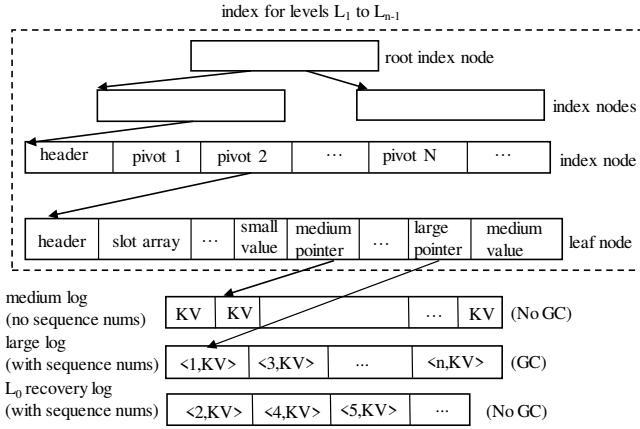 index for levels L₁ to Lₙ₋₁
root index node
index nodes
header pivot 1 pivot 2 ... pivot N ... index node
header slot array ... small value medium pointer ... large pointer medium value leaf node
medium log
(no sequence nums) KV KV ... KV (No GC)
large log
(with sequence nums) <1,KV> <3,KV> ... <n,KV> (GC)
L₀ recovery log
(with sequence nums) <2,KV> <4,KV> <5,KV> ... (No GC)